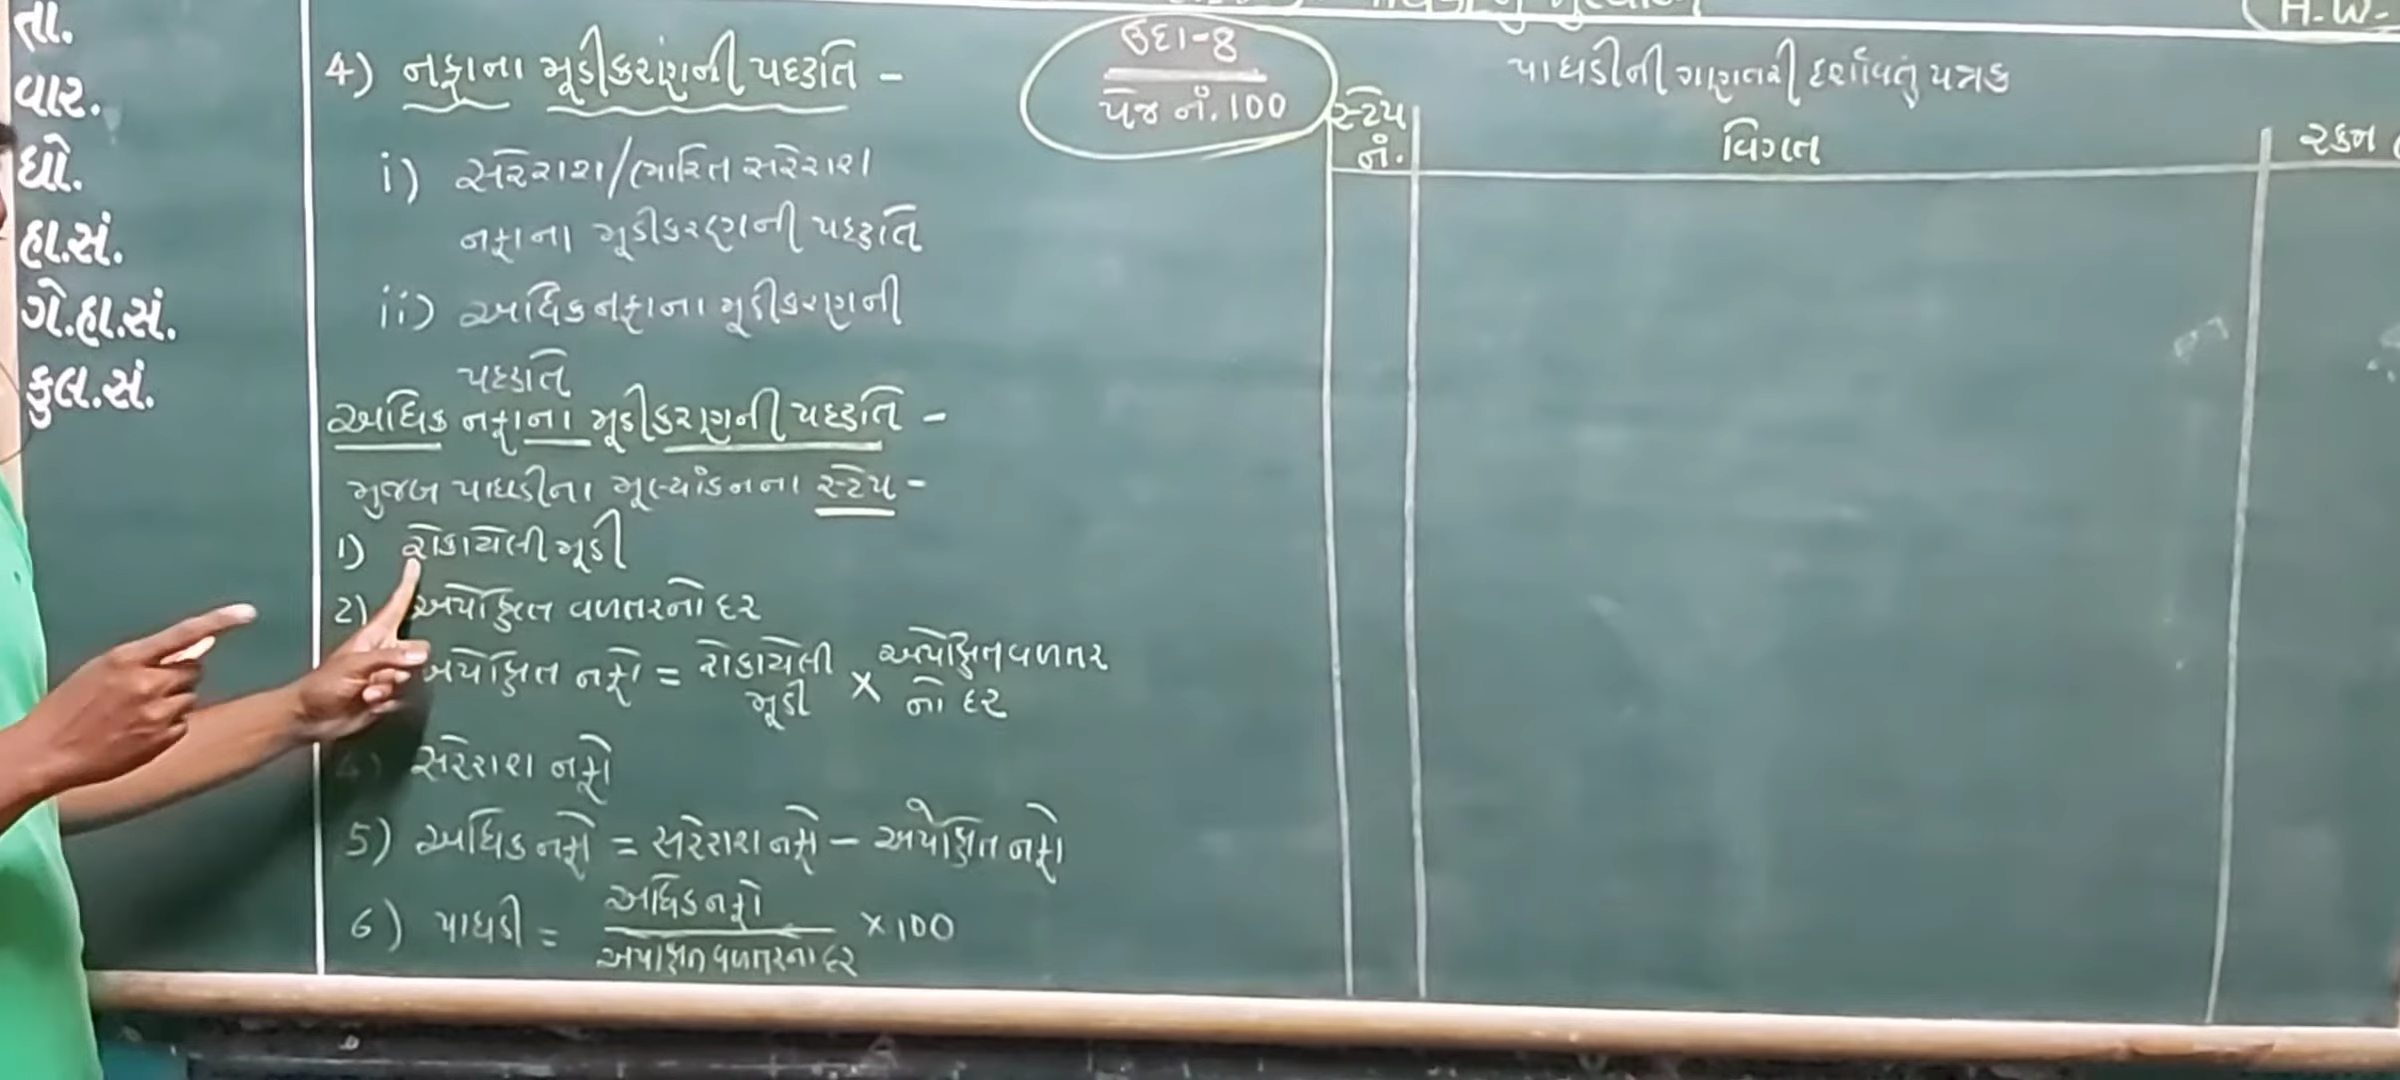 તા.
વાર.
ધો.
હા.સં.
ગે.હા.સં.
કુલ.સં.
4) નફાના મૂડીકરણની પદ્ધતિ –
i) સરેરાશ/ભારિત સરેરાશ
નફાના મૂડીકરણની પદ્ધતિ
ii) અધિક નફાના મૂડીકરણની
પદ્ધતિ
અધિક નફાના મૂડીકરણની પદ્ધતિ –
મુજબ પાઘડીના મૂલ્યાંકનના સ્ટેપ –
1) રોકાયેલી મૂડી
2) અપેક્ષિત વળતરનો દર
અપેક્ષિત નફો = રોકાયેલી મૂડી × અપેક્ષિત વળતર નો દર
4) સરેરાશ નફો
5) અધિક નફો = સરેરાશ નફો – અપેક્ષિત નફો
6) પાઘડી = અધિક નફો / અપેક્ષિત વળતરના દર × 100
ઉદા-8
પેજ નં. 100
H.W-
પાઘડીની ગણતરી દર્શાવતું પત્રક
સ્ટેપ નં.
વિગત
રકમ (